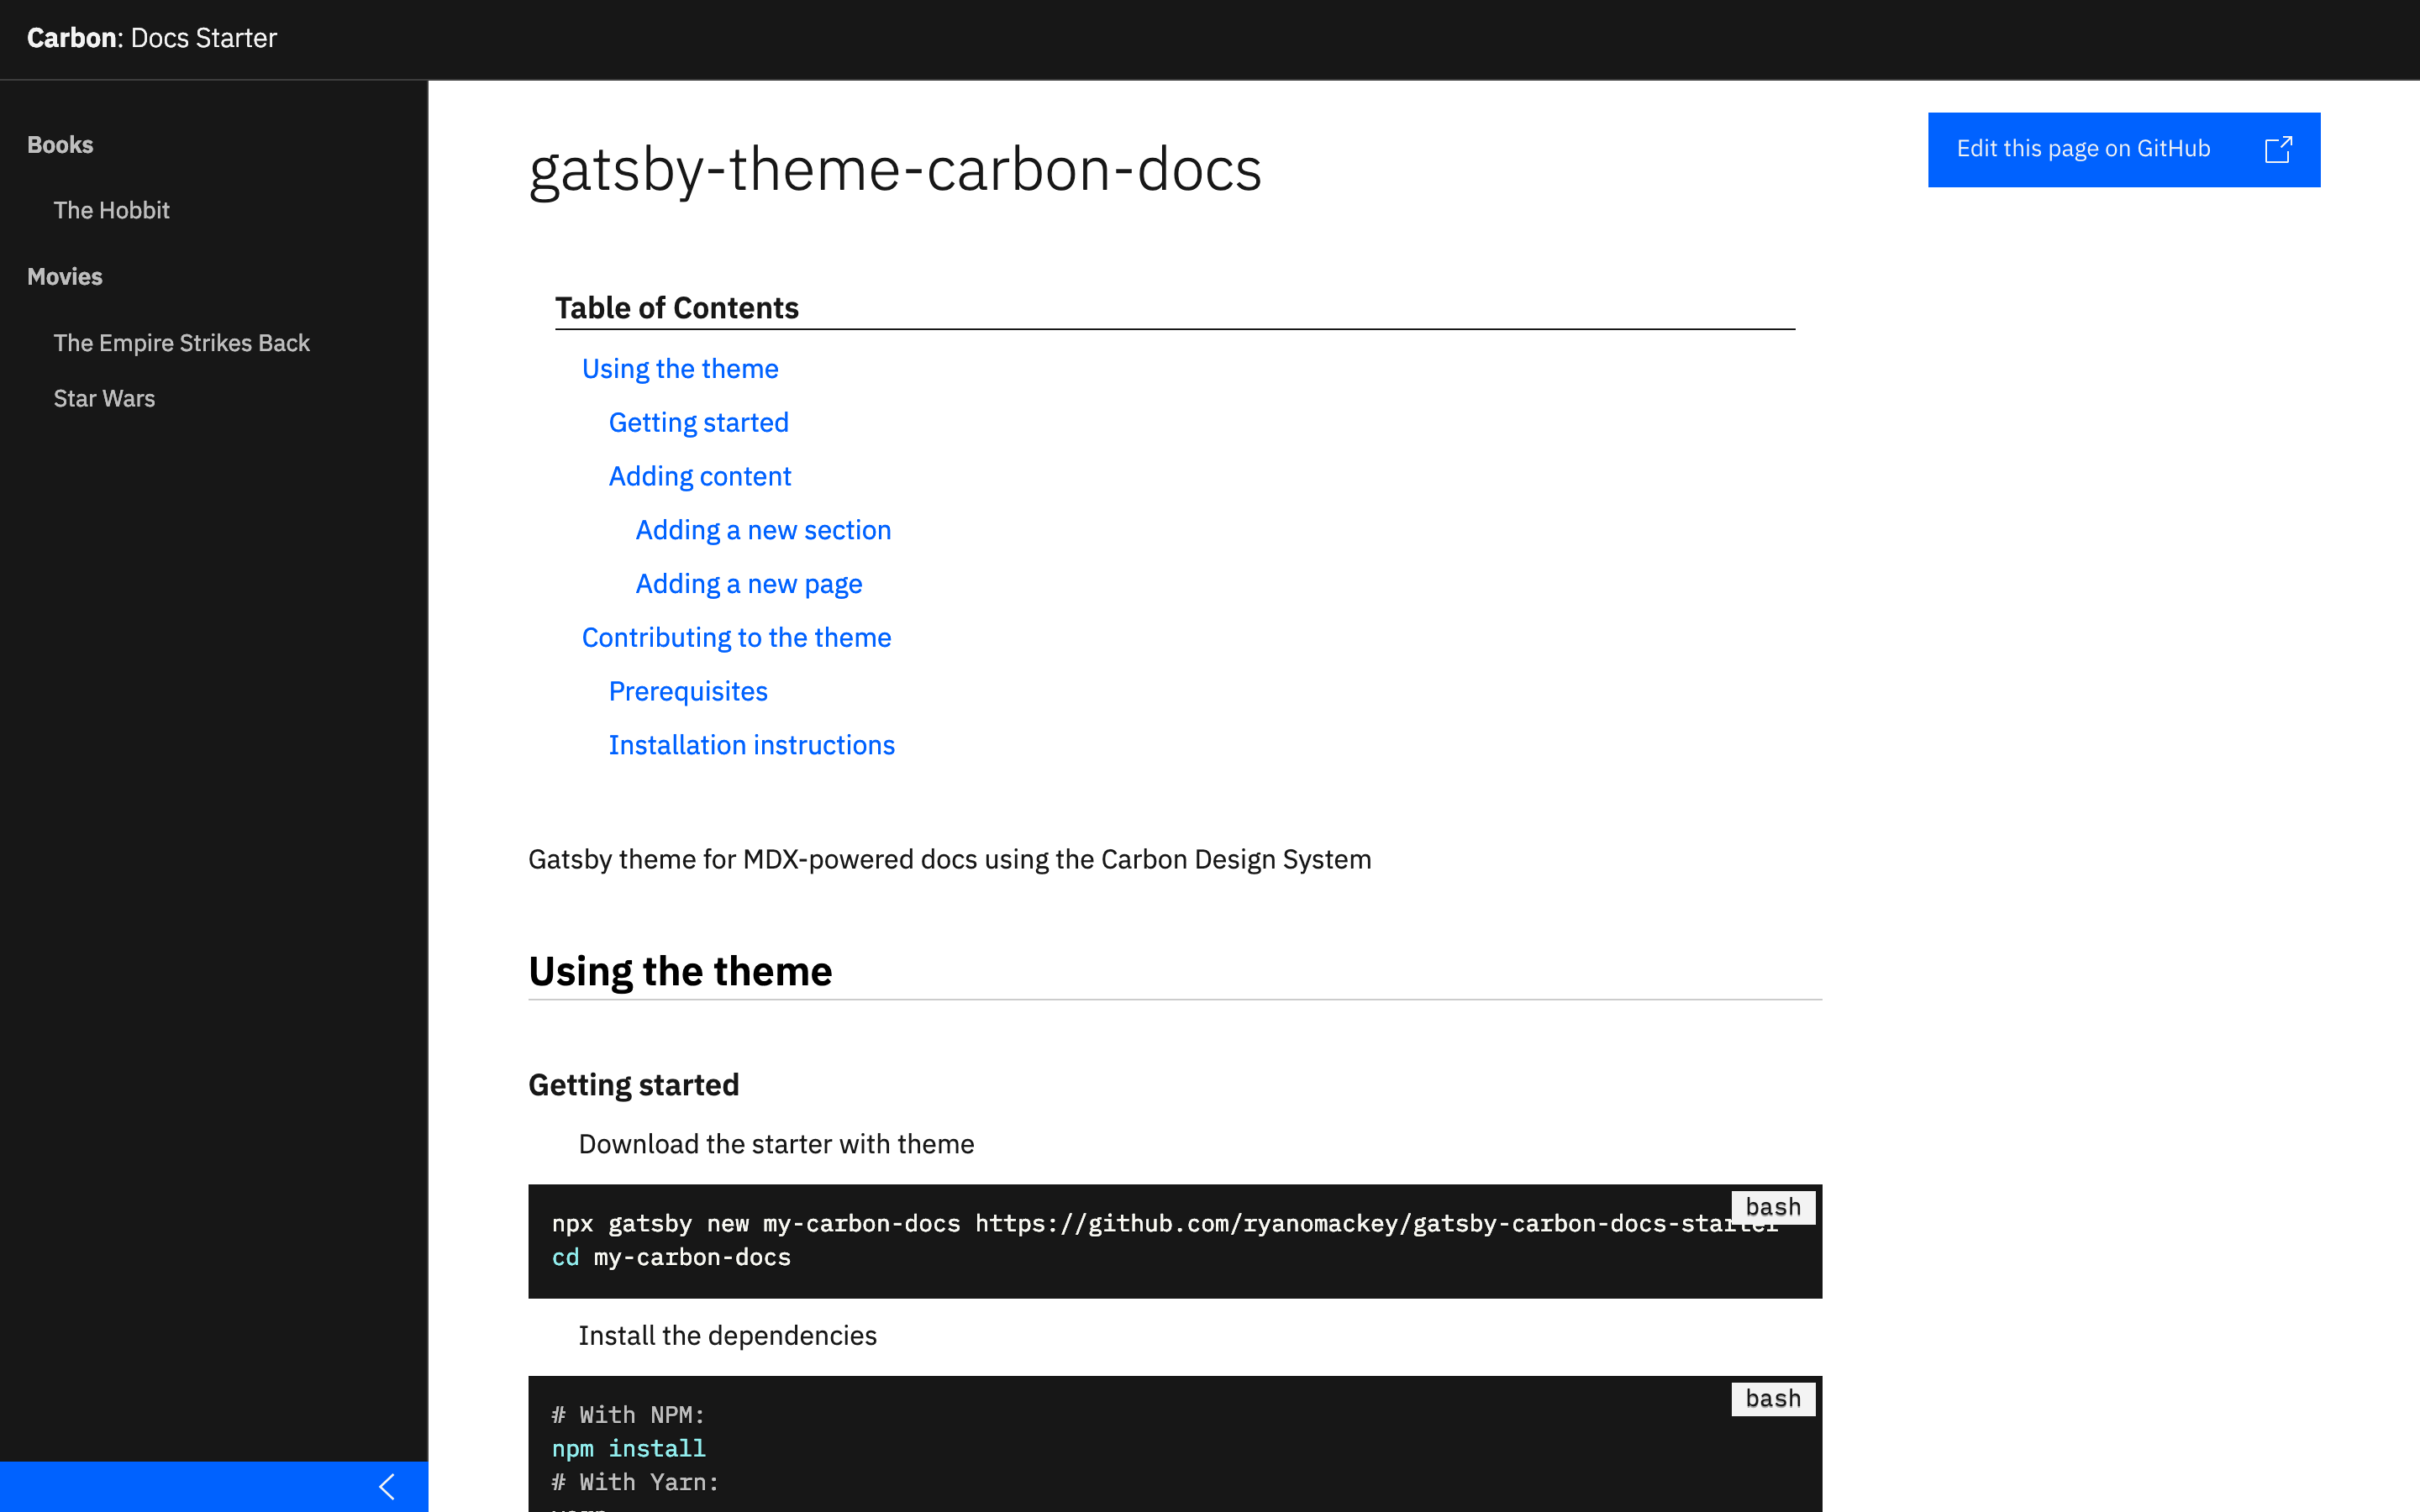 Carbon: Docs Starter
Books
The Hobbit
Movies
The Empire Strikes Back
Star Wars
gatsby-theme-carbon-docs
Edit this page on GitHub
Table of Contents
Using the theme
Getting started
Adding content
Adding a new section
Adding a new page
Contributing to the theme
Prerequisites
Installation instructions
Gatsby theme for MDX-powered docs using the Carbon Design System
Using the theme
Getting started
Download the starter with theme
bash
npx gatsby new my-carbon-docs https://github.com/ryanomackey/gatsby-carbon-docs-starter
cd my-carbon-docs
Install the dependencies
bash
# With NPM:
npm install
# With Yarn: